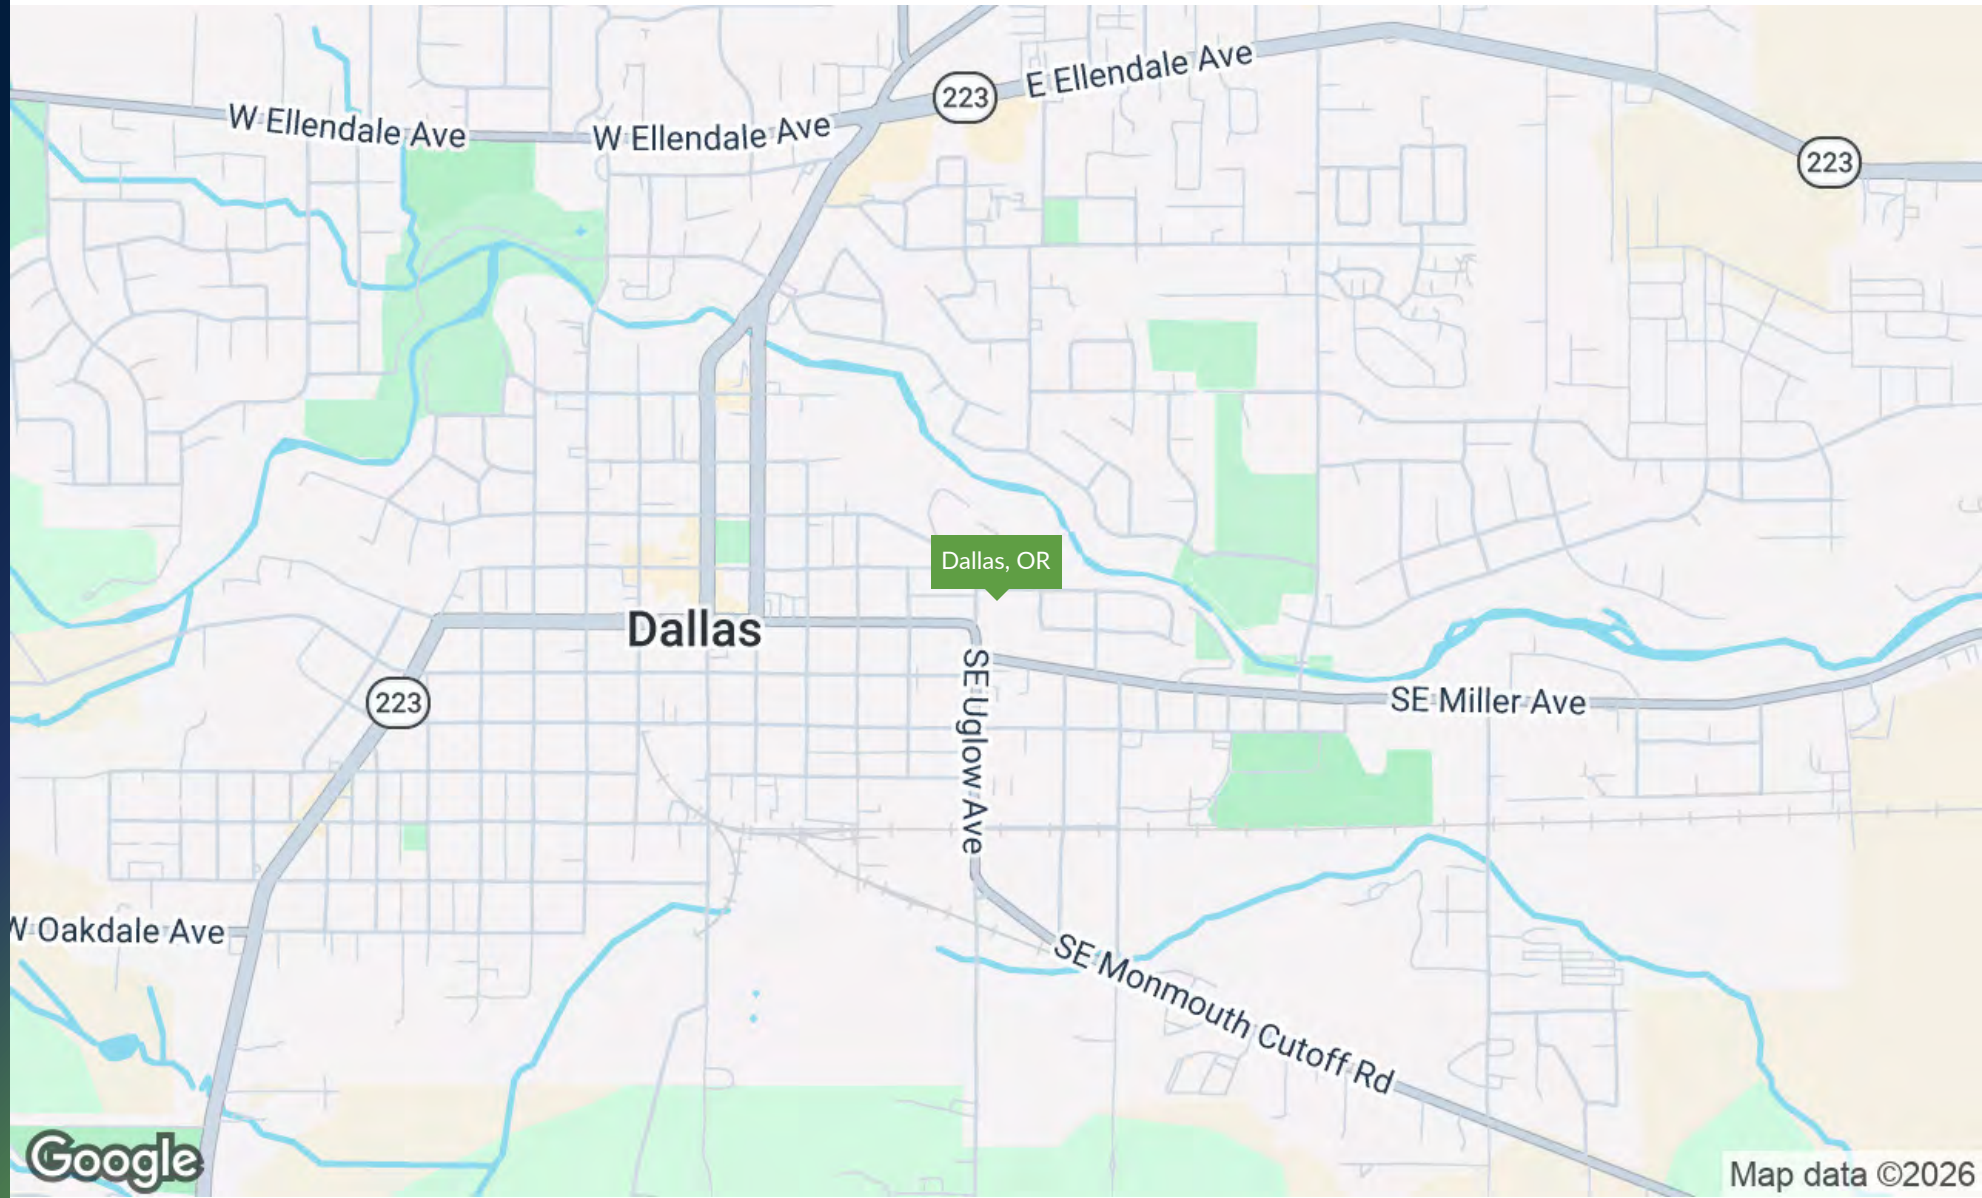 E Ellendale Ave
223
W Ellendale Ave
W Ellendale Ave
223
Dallas, OR
Dallas
SE Uglow Ave
SE Miller Ave
223
W Oakdale Ave
SE Monmouth Cutoff Rd
Google
Map data ©2026